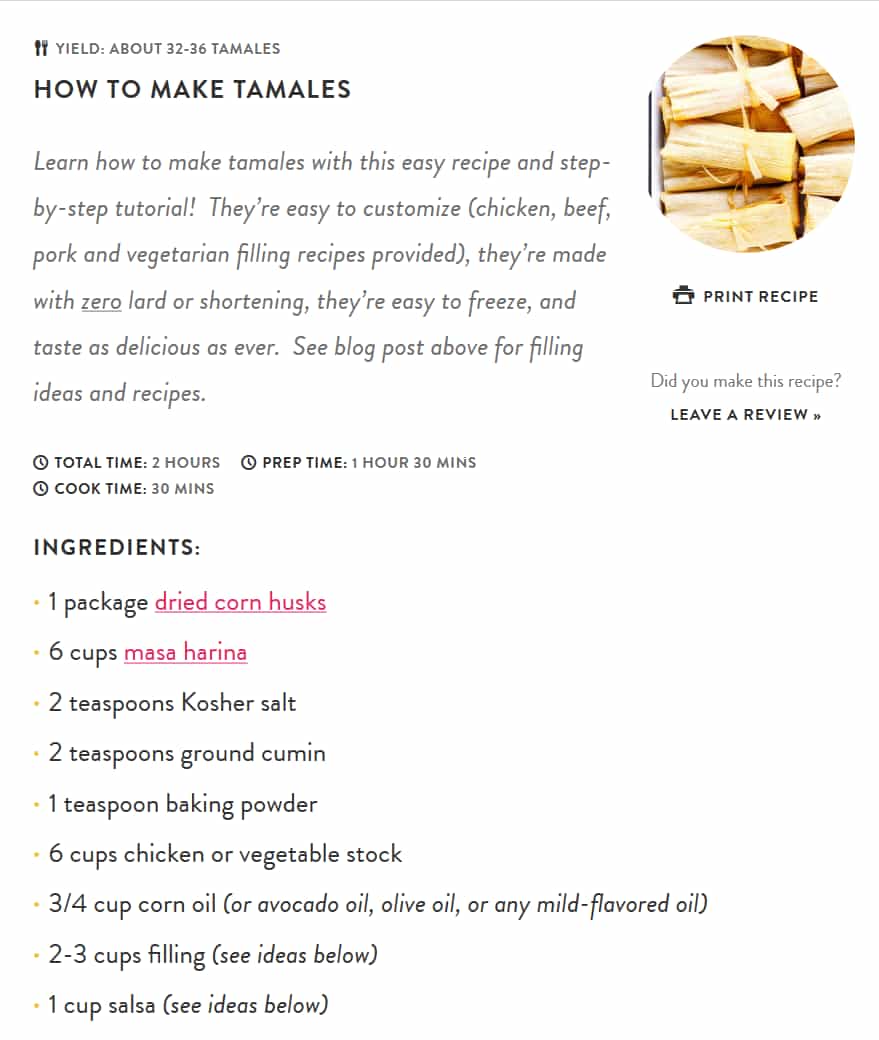 YIELD: ABOUT 32-36 TAMALES
HOW TO MAKE TAMALES
Learn how to make tamales with this easy recipe and step-
by-step tutorial!  They’re easy to customize (chicken, beef,
pork and vegetarian filling recipes provided), they’re made
with zero lard or shortening, they’re easy to freeze, and
taste as delicious as ever.  See blog post above for filling
ideas and recipes.
PRINT RECIPE
Did you make this recipe?
LEAVE A REVIEW »
TOTAL TIME: 2 HOURS PREP TIME: 1 HOUR 30 MINS
COOK TIME: 30 MINS
INGREDIENTS:
• 1 package dried corn husks
• 6 cups masa harina
• 2 teaspoons Kosher salt
• 2 teaspoons ground cumin
• 1 teaspoon baking powder
• 6 cups chicken or vegetable stock
• 3/4 cup corn oil (or avocado oil, olive oil, or any mild-flavored oil)
• 2-3 cups filling (see ideas below)
• 1 cup salsa (see ideas below)